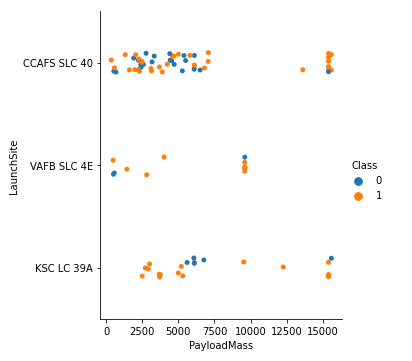 CCAFS SLC 40
VAFB SLC 4E
KSC LC 39A
LaunchSite
0 2500 5000 7500 10000 12500 15000
PayloadMass
Class
0
1